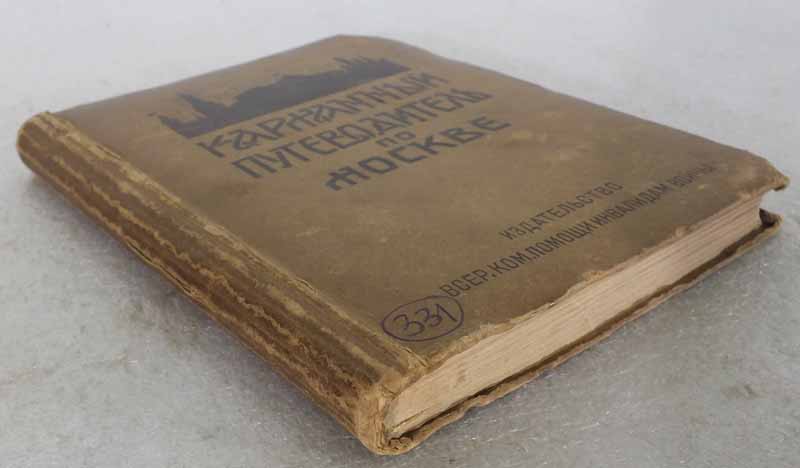 КАРМАННЫЙ
ПУТЕВОДИТЕЛЬ
ПО
МОСКВЕ
ИЗДАТЕЛЬСТВО
ВСЕР.КОМ.ПОМОЩИ ИНВАЛИДАМ ВОЙНЫ
331